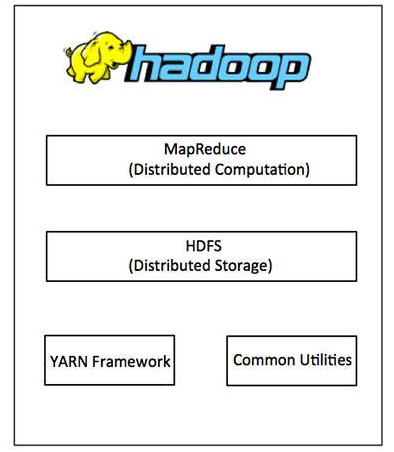 hadoop
MapReduce
(Distributed Computation)
HDFS
(Distributed Storage)
YARN Framework
Common Utilities